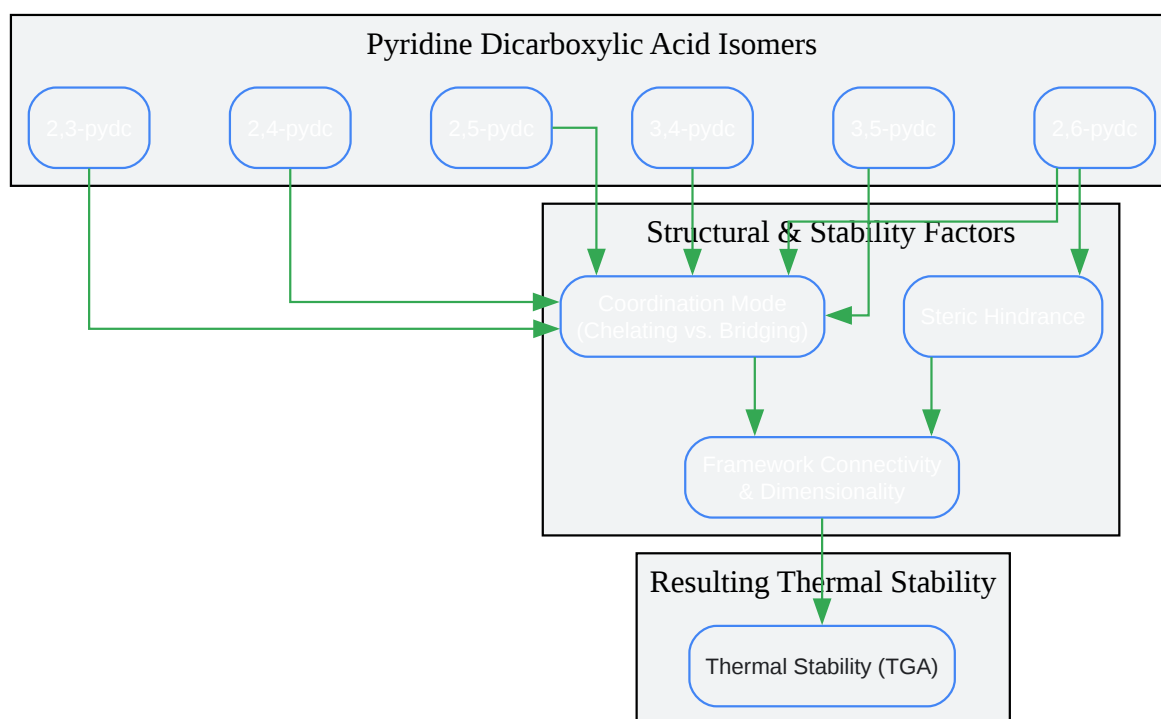 Pyridine Dicarboxylic Acid Isomers
2,3-pydc
2,4-pydc
2,5-pydc
3,4-pydc
3,5-pydc
2,6-pydc
Structural & Stability Factors
Coordination Mode
(Chelating vs. Bridging)
Steric Hindrance
Framework Connectivity
& Dimensionality
Resulting Thermal Stability
Thermal Stability (TGA)